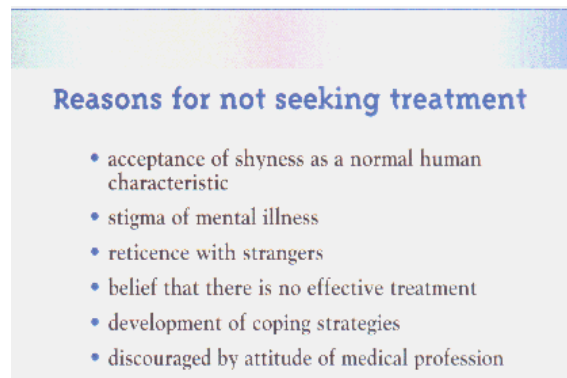 Reasons for not seeking treatment
• acceptance of shyness as a normal human
characteristic
• stigma of mental illness
• reticence with strangers
• belief that there is no effective treatment
• development of coping strategies
• discouraged by attitude of medical profession